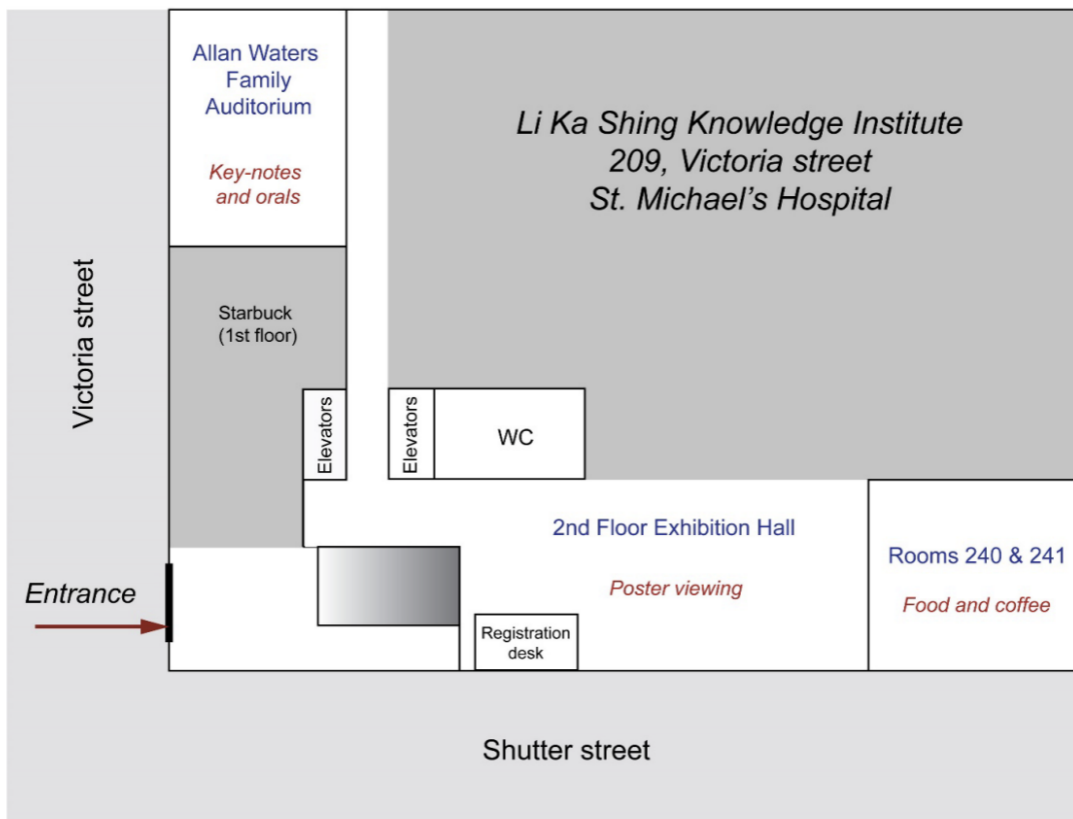 Allan Waters
Family
Auditorium
Key-notes
and orals
Li Ka Shing Knowledge Institute
209, Victoria street
St. Michael's Hospital
Victoria street
Starbuck
(1st floor)
Elevators
Elevators
WC
2nd Floor Exhibition Hall
Poster viewing
Rooms 240 & 241
Food and coffee
Entrance
Registration
desk
Shutter street